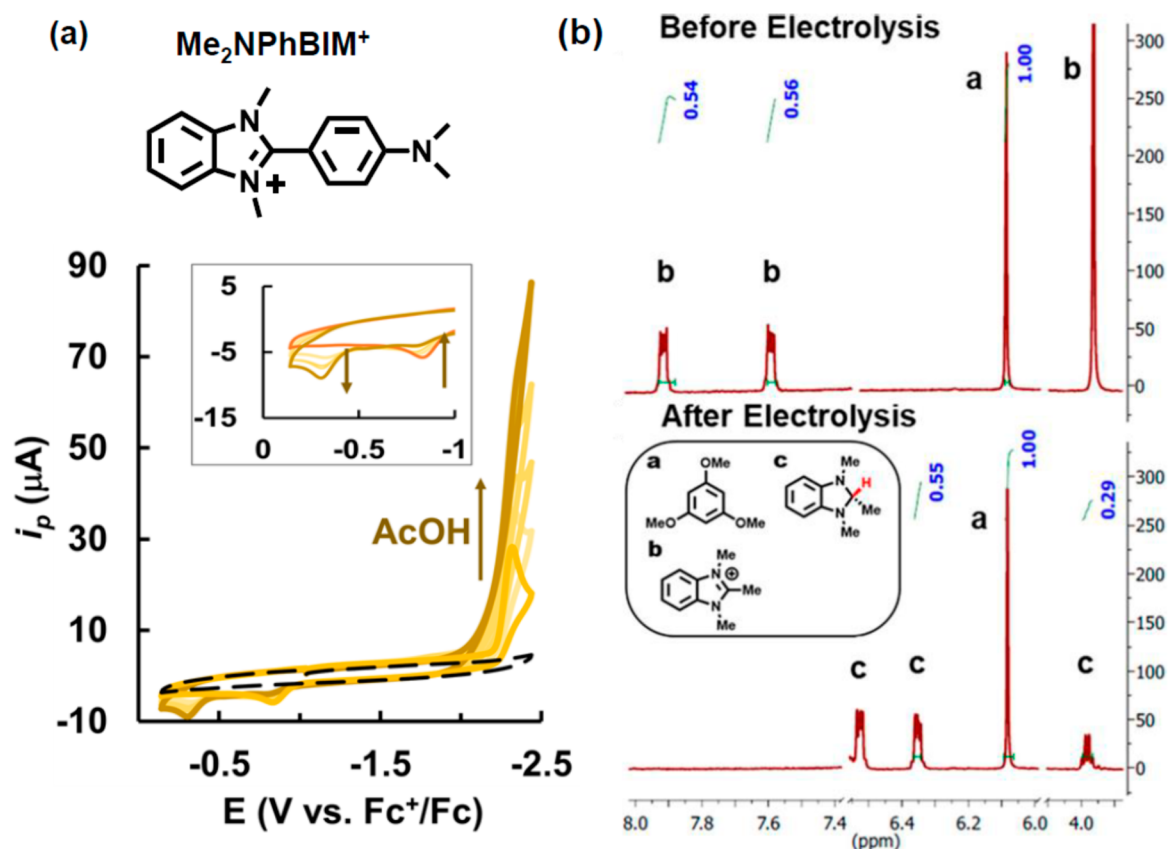 (a)
Me₂NPhBIM⁺
N
N
+
N
90
70
50
30
10
-10
iₚ (μA)
5
-5
-15
0
-0.5
-1
AcOH
-0.5
-1.5
-2.5
E (V vs. Fc⁺/Fc)
(b)
Before Electrolysis
0.54
0.56
a
1.00
b
b
b
300
250
200
150
100
50
0
After Electrolysis
a
OMe
MeO
OMe
c
Me
N
H
Me
N
Me
b
Me
N
⊕
Me
N
Me
0.55
1.00
0.29
a
c
c
c
300
250
200
150
100
50
0
8.0
7.8
7.6
7.4
6.4
6.2
6.0
4.0
(ppm)